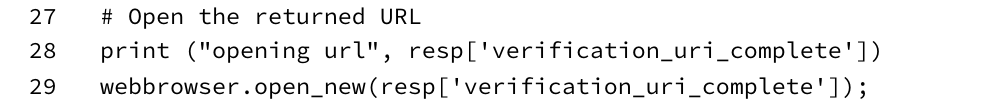 27 # Open the returned URL
28 print ("opening url", resp['verification_uri_complete'])
29 webbrowser.open_new(resp['verification_uri_complete']);